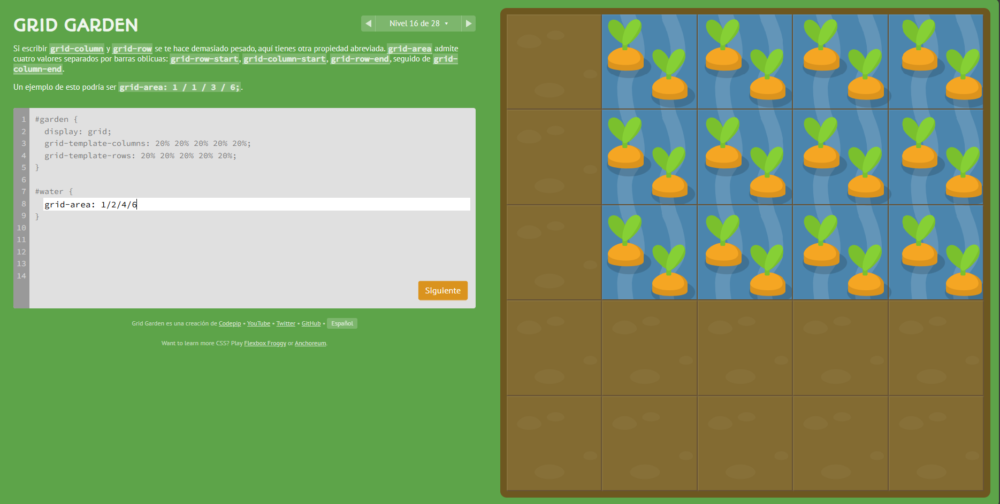 GRID GARDEN
◀ Nivel 16 de 28 ▾ ▶
Si escribir grid-column y grid-row se te hace demasiado pesado, aquí tienes otra propiedad abreviada. grid-area admite
cuatro valores separados por barras oblicuas: grid-row-start, grid-column-start, grid-row-end, seguido de grid-
column-end.
Un ejemplo de esto podría ser grid-area: 1 / 1 / 3 / 6;.
1 #garden {
2 display: grid;
3 grid-template-columns: 20% 20% 20% 20% 20%;
4 grid-template-rows: 20% 20% 20% 20% 20%;
5 }
6
7 #water {
8 grid-area: 1/2/4/6
9 }
10
11
12
13
14
Siguiente
Grid Garden es una creación de Codepip • YouTube • Twitter • GitHub • Español
Want to learn more CSS? Play Flexbox Froggy or Anchoreum.